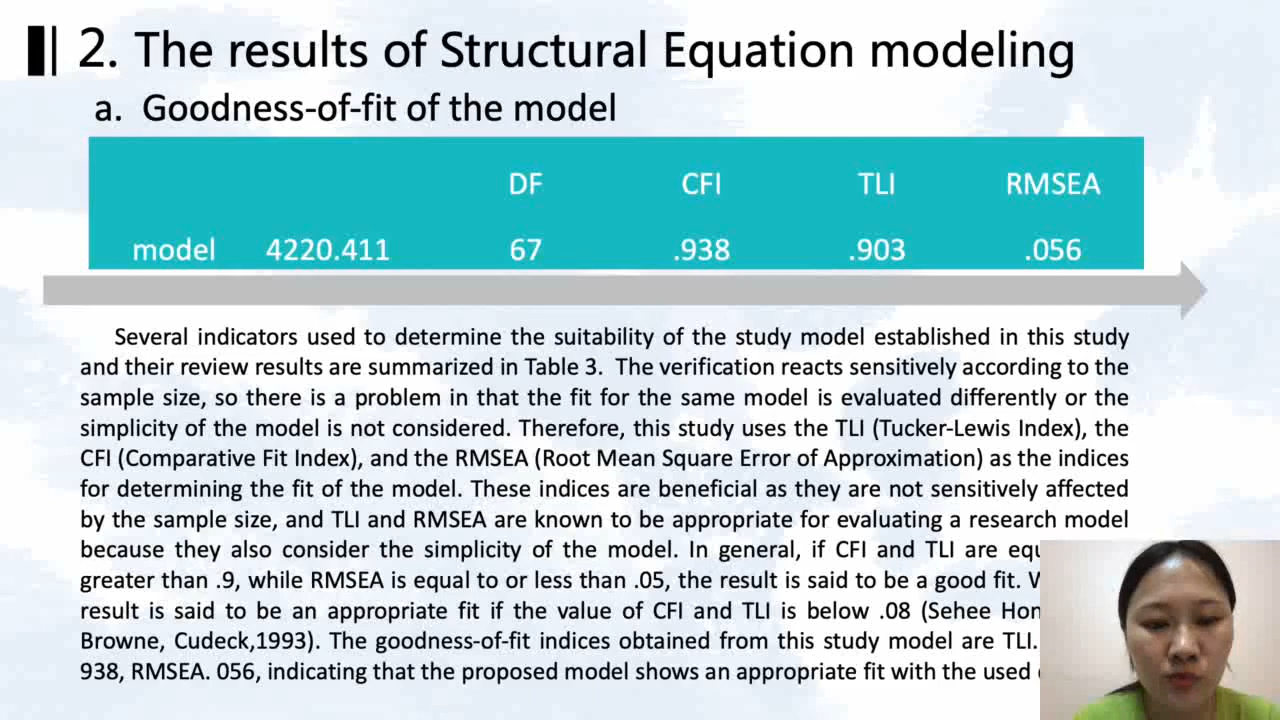 2. The results of Structural Equation modeling
a. Goodness-of-fit of the model
DF CFI TLI RMSEA
model 4220.411 67 .938 .903 .056
Several indicators used to determine the suitability of the study model established in this study
and their review results are summarized in Table 3. The verification reacts sensitively according to the
sample size, so there is a problem in that the fit for the same model is evaluated differently or the
simplicity of the model is not considered. Therefore, this study uses the TLI (Tucker-Lewis Index), the
CFI (Comparative Fit Index), and the RMSEA (Root Mean Square Error of Approximation) as the indices
for determining the fit of the model. These indices are beneficial as they are not sensitively affected
by the sample size, and TLI and RMSEA are known to be appropriate for evaluating a research model
because they also consider the simplicity of the model. In general, if CFI and TLI are
greater than .9, while RMSEA is equal to or less than .05, the result is said to be a good fit.
result is said to be an appropriate fit if the value of CFI and TLI is below .08 (Sehee
Browne, Cudeck,1993). The goodness-of-fit indices obtained from this study model are TLI.
938, RMSEA. 056, indicating that the proposed model shows an appropriate fit with the used